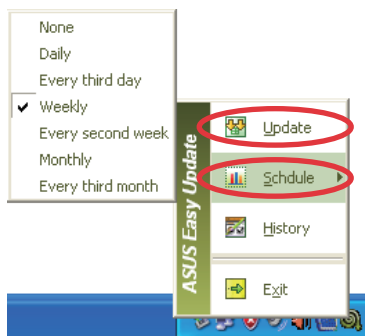 None
Daily
Every third day
Weekly
Every second week
Monthly
Every third month
ASUS Easy Update
Update
Schdule
History
Exit